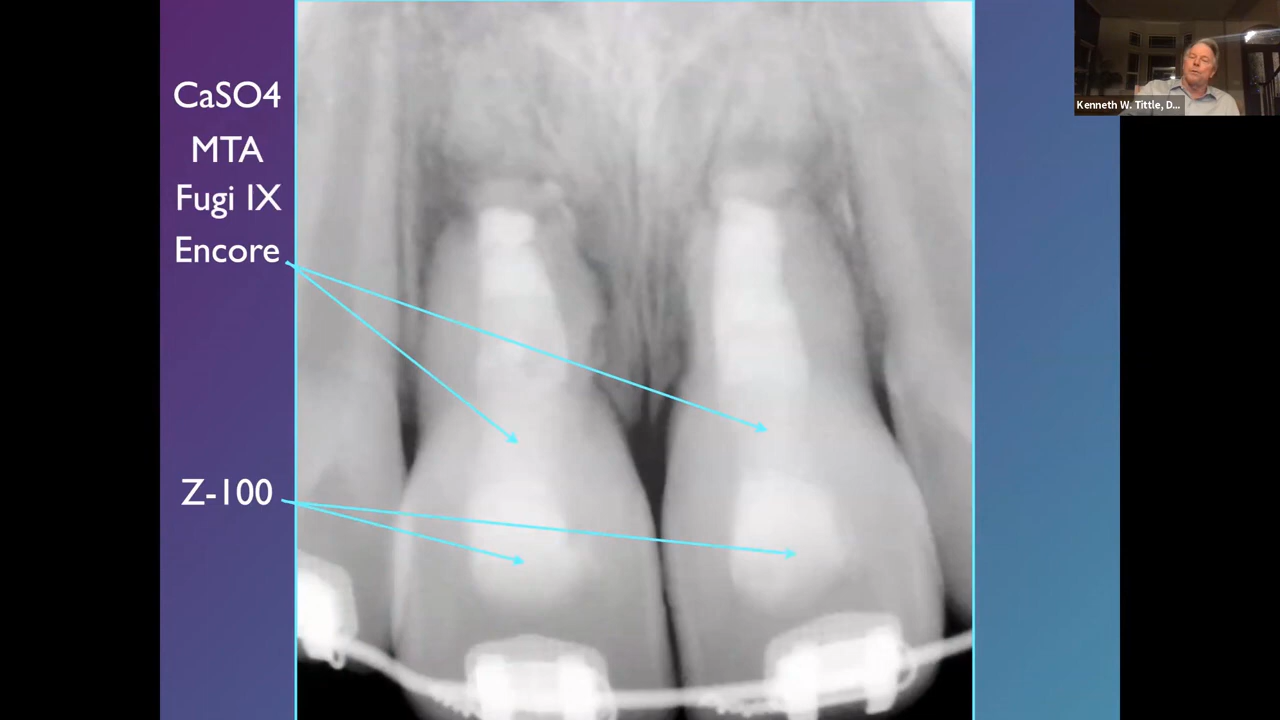 CaSO4
MTA
Fugi IX
Encore
Z-100
Kenneth W. Tittle, D...